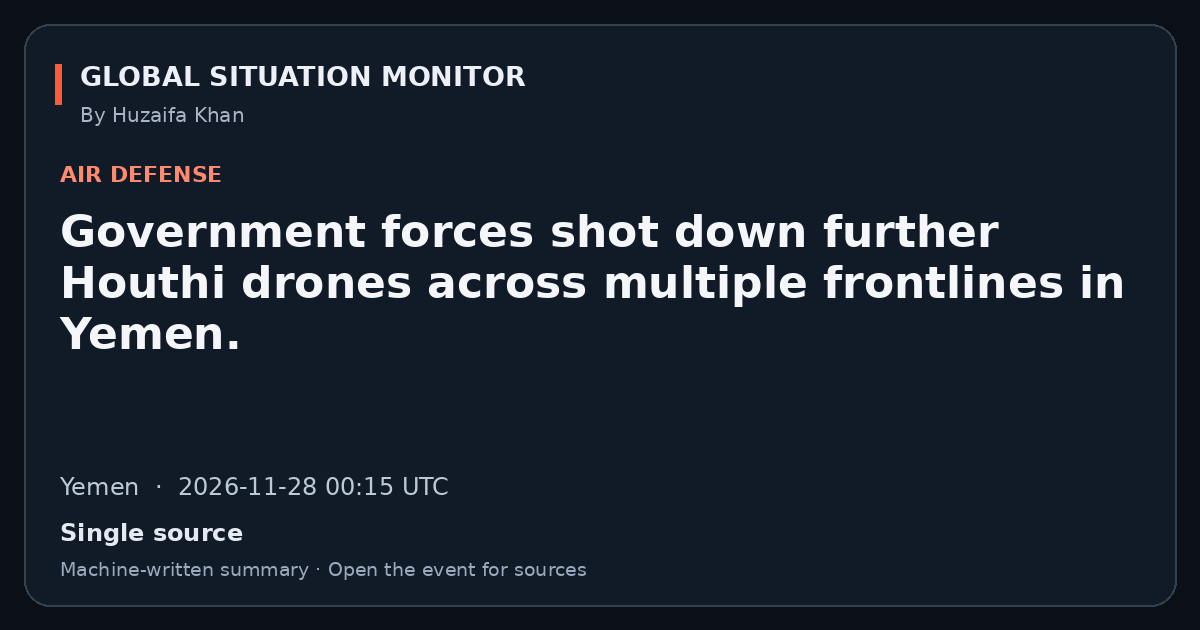 GLOBAL SITUATION MONITOR
By Huzaifa Khan
AIR DEFENSE
Government forces shot down further
Houthi drones across multiple frontlines in
Yemen.
Yemen · 2026-11-28 00:15 UTC
Single source
Machine-written summary · Open the event for sources